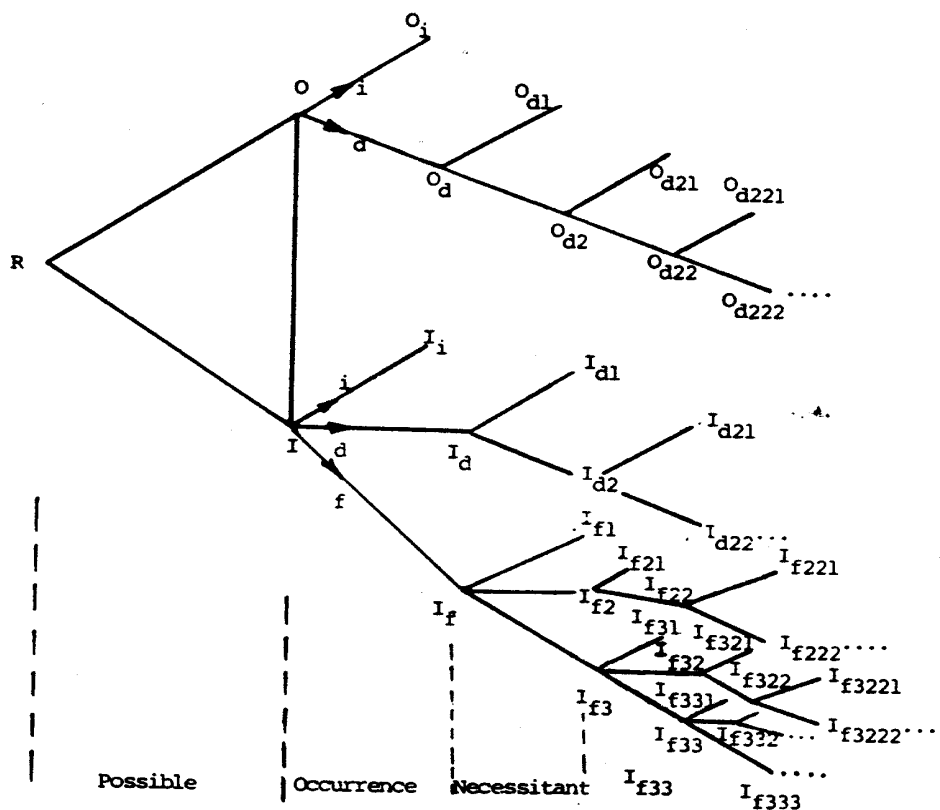 O_i
O
i
O_d1
d
O_d
O_d21
O_d221
O_d2
R
O_d22
O_d222 ....
I_i
I_d1
i
I_d21
I
d
I_d
I_d2
f
I_f1
I_d22 ...
I_f21
I_f221
I_f22
I_f2
I_f
I_f31
I_f321
I_f222 ....
I_f32
I_f322
I_f3221
I_f331
I_f3
I_f33
I_f332
....
I_f3222 ...
....
Possible
Occurrence
Necessitant
I_f33
I_f333